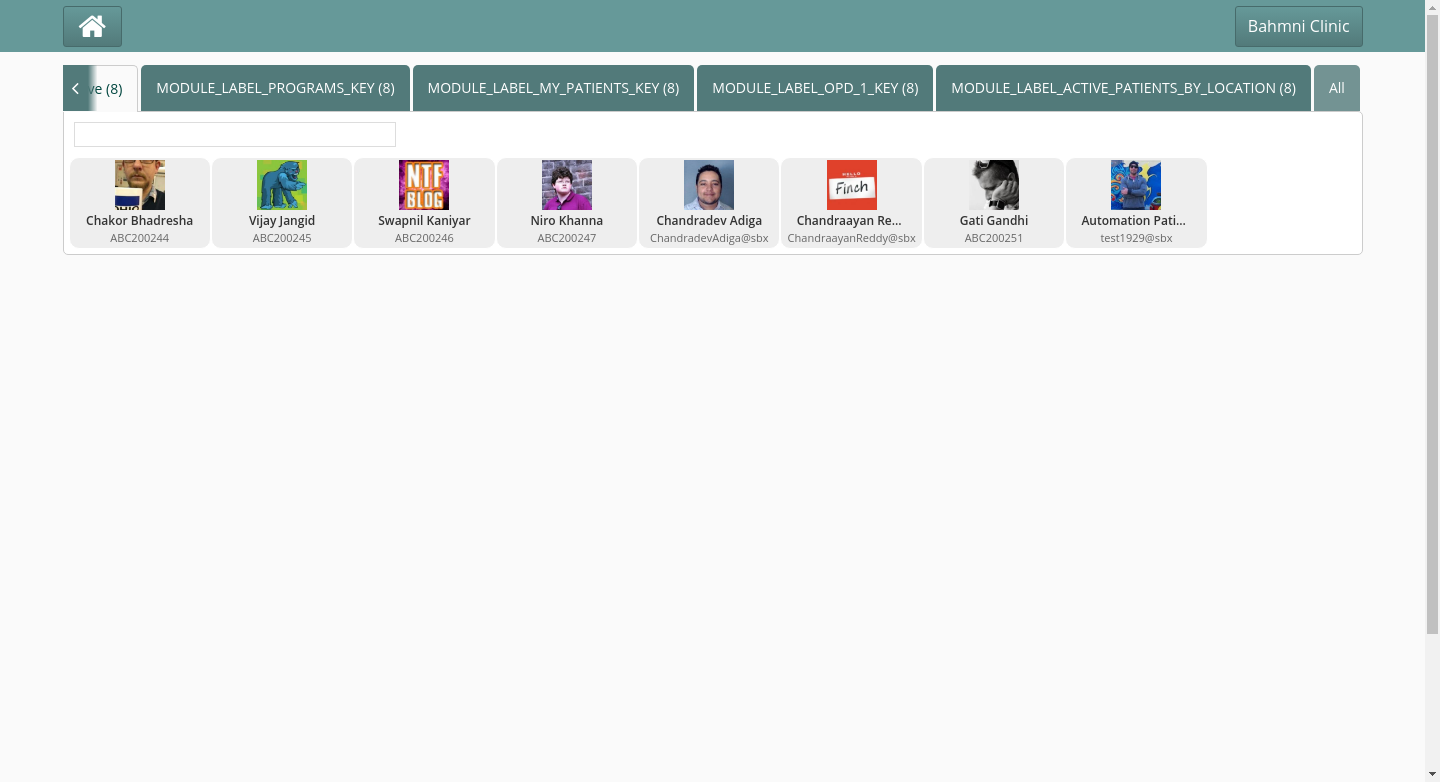 Bahmni Clinic
ve (8)
MODULE_LABEL_PROGRAMS_KEY (8)
MODULE_LABEL_MY_PATIENTS_KEY (8)
MODULE_LABEL_OPD_1_KEY (8)
MODULE_LABEL_ACTIVE_PATIENTS_BY_LOCATION (8)
All
NTF
BLOG
HELLO
Finch
Chakor Bhadresha
Vijay Jangid
Swapnil Kaniyar
Niro Khanna
Chandradev Adiga
Chandraayan Re...
Gati Gandhi
Automation Pati...
ABC200244
ABC200245
ABC200246
ABC200247
ChandradevAdiga@sbx
ChandraayanReddy@sbx
ABC200251
test1929@sbx